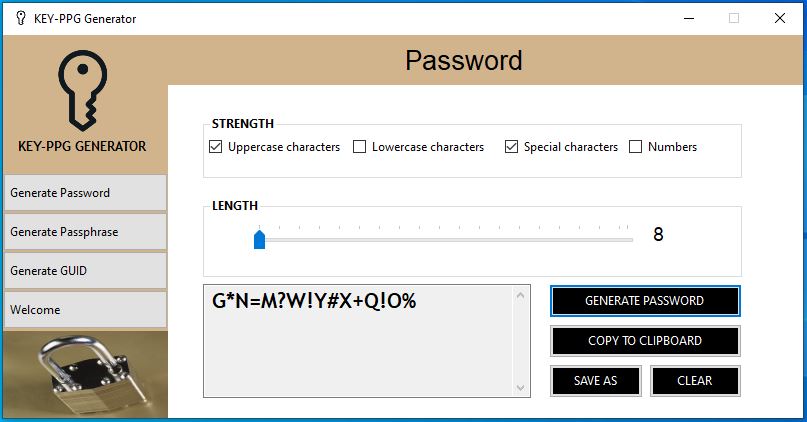 KEY-PPG Generator
Password
KEY-PPG GENERATOR
Generate Password
Generate Passphrase
Generate GUID
Welcome
STRENGTH
Uppercase characters Lowercase characters Special characters Numbers
LENGTH
8
G*N=M?W!Y#X+Q!O%
GENERATE PASSWORD
COPY TO CLIPBOARD
SAVE AS CLEAR